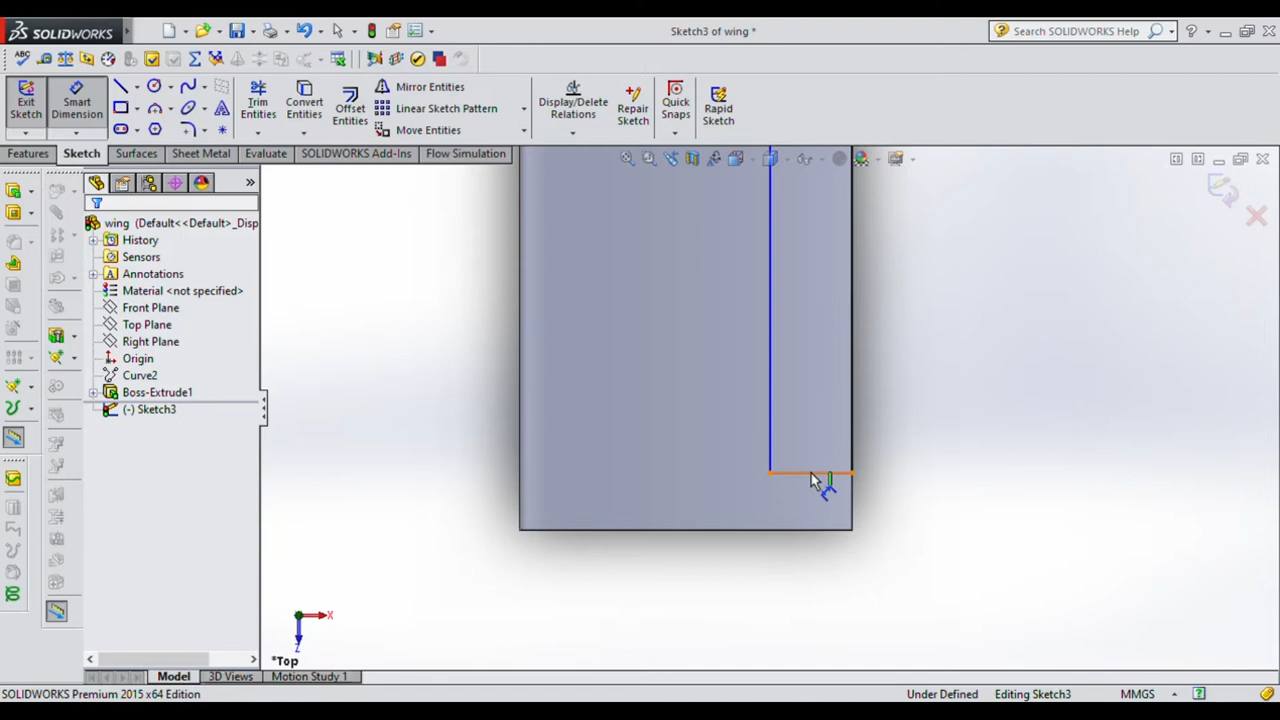 SOLIDWORKS
Sketch3 of wing *
Search SOLIDWORKS Help
Exit Sketch
Smart Dimension
Trim Entities
Convert Entities
Offset Entities
Mirror Entities
Linear Sketch Pattern
Move Entities
Display/Delete Relations
Repair Sketch
Quick Snaps
Rapid Sketch
Features
Sketch
Surfaces
Sheet Metal
Evaluate
SOLIDWORKS Add-Ins
Flow Simulation
wing (Default<<Default>_Disp
History
Sensors
Annotations
Material <not specified>
Front Plane
Top Plane
Right Plane
Origin
Curve2
Boss-Extrude1
(-) Sketch3
X
Z
*Top
Model
3D Views
Motion Study 1
SOLIDWORKS Premium 2015 x64 Edition
Under Defined
Editing Sketch3
MMGS